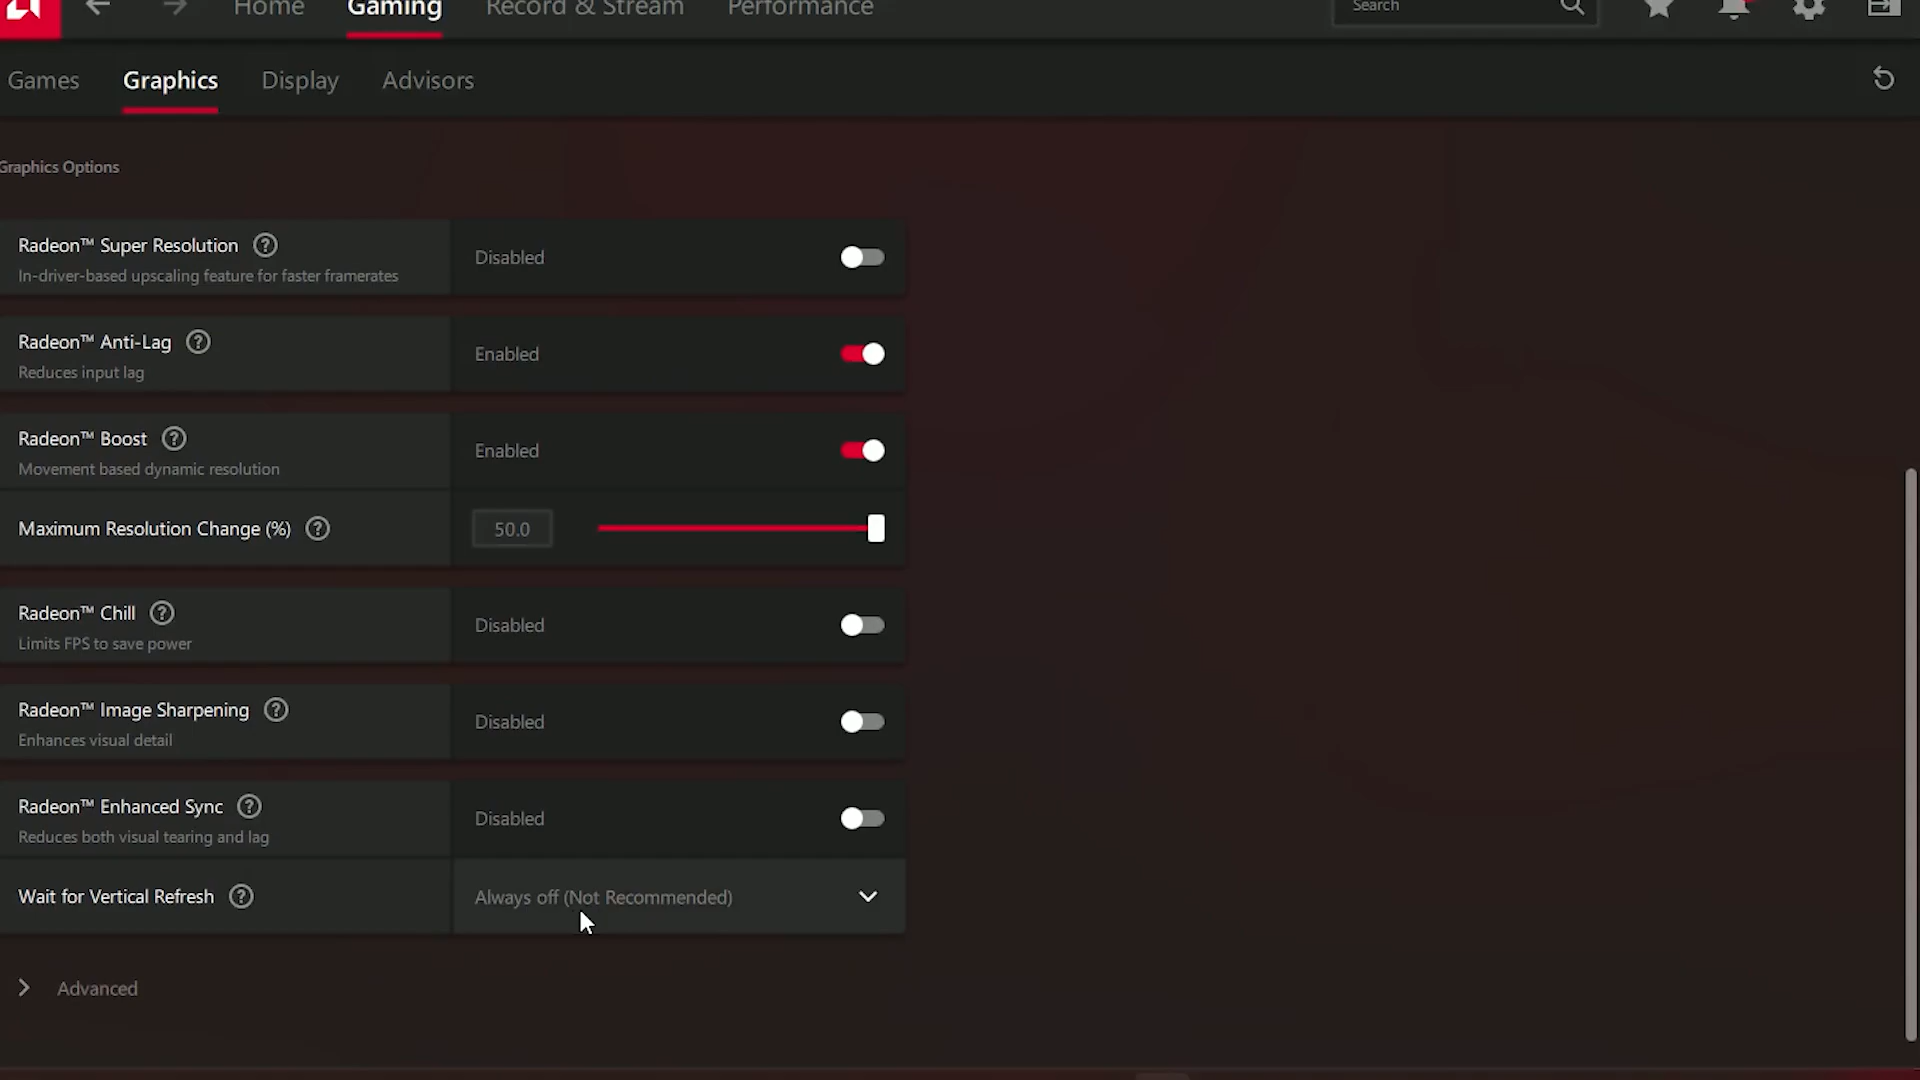 Home Gaming Record & Stream Performance Search
Games Graphics Display Advisors
Graphics Options
Radeon™ Super Resolution
In-driver-based upscaling feature for faster framerates
Disabled
Radeon™ Anti-Lag
Reduces input lag
Enabled
Radeon™ Boost
Movement based dynamic resolution
Enabled
Maximum Resolution Change (%)
50.0
Radeon™ Chill
Limits FPS to save power
Disabled
Radeon™ Image Sharpening
Enhances visual detail
Disabled
Radeon™ Enhanced Sync
Reduces both visual tearing and lag
Disabled
Wait for Vertical Refresh
Always off (Not Recommended)
Advanced